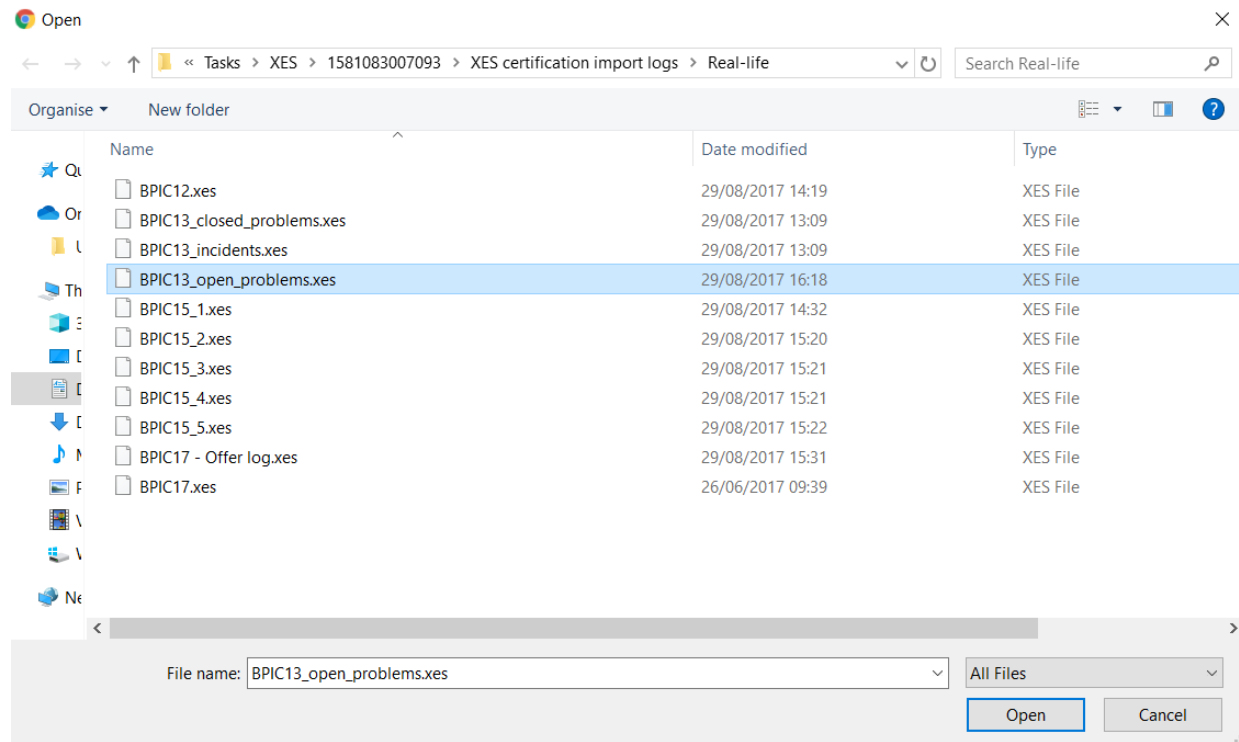 Open
« Tasks > XES > 1581083007093 > XES certification import logs > Real-life
Search Real-life
Organise New folder
Name Date modified Type
BPIC12.xes 29/08/2017 14:19 XES File
BPIC13_closed_problems.xes 29/08/2017 13:09 XES File
BPIC13_incidents.xes 29/08/2017 13:09 XES File
BPIC13_open_problems.xes 29/08/2017 16:18 XES File
BPIC15_1.xes 29/08/2017 14:32 XES File
BPIC15_2.xes 29/08/2017 15:20 XES File
BPIC15_3.xes 29/08/2017 15:21 XES File
BPIC15_4.xes 29/08/2017 15:21 XES File
BPIC15_5.xes 29/08/2017 15:22 XES File
BPIC17 - Offer log.xes 29/08/2017 15:31 XES File
BPIC17.xes 26/06/2017 09:39 XES File
File name: BPIC13_open_problems.xes All Files
Open Cancel